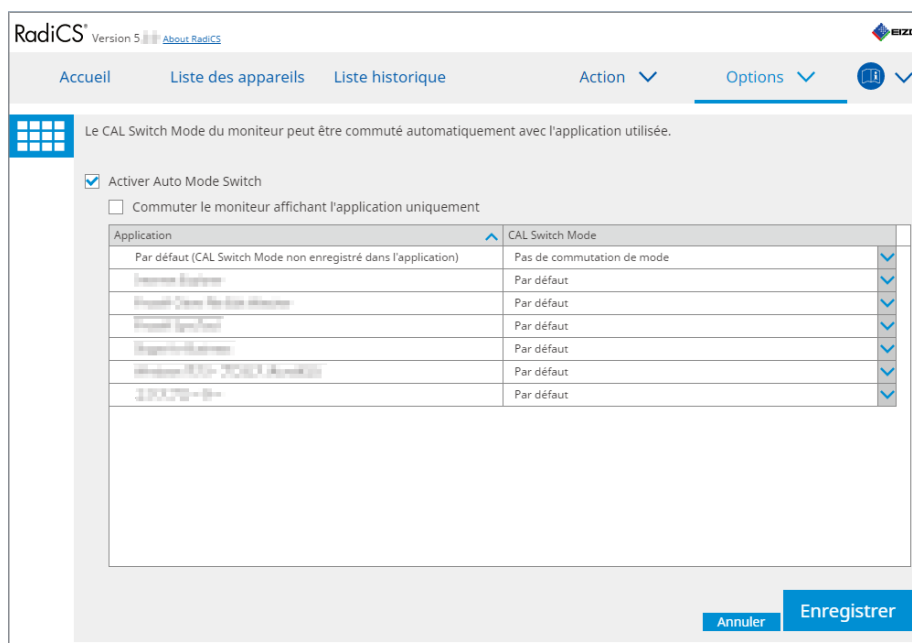 RadiCS® Version 5. About RadiCS
EIZO
Accueil Liste des appareils Liste historique Action Options
Le CAL Switch Mode du moniteur peut être commuté automatiquement avec l'application utilisée.
Activer Auto Mode Switch
Commuter le moniteur affichant l'application uniquement
Application CAL Switch Mode
Par défaut (CAL Switch Mode non enregistré dans l'application) Pas de commutation de mode
Par défaut
Par défaut
Par défaut
Par défaut
Par défaut
Par défaut
Annuler Enregistrer